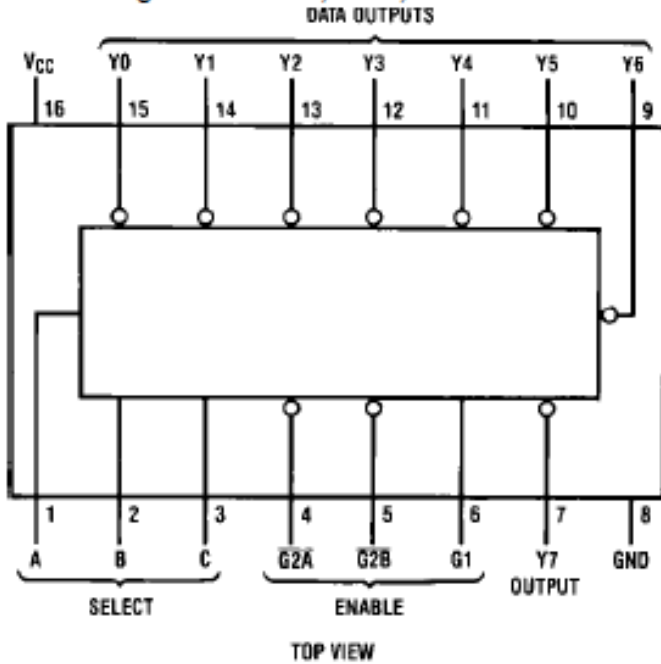 DATA OUTPUTS
VCC Y0 Y1 Y2 Y3 Y4 Y5 Y6
16 15 14 13 12 11 10 9
1 2 3 4 5 6 7 8
A B C G2A G2B G1 Y7 GND
OUTPUT
SELECT ENABLE
TOP VIEW